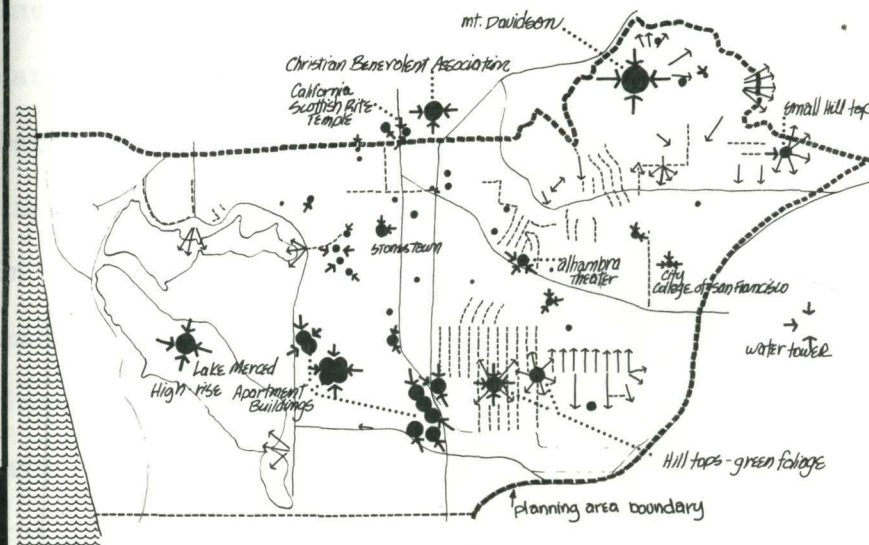 mt. Davidson
Christian Benevolent Association
California
Scottish Rite
Temple
small Hill top
stonestown
alhambra
Theater
City
College of San Francisco
water tower
Lake Merced
High rise
Apartment
Buildings
Hill tops - green foliage
planning area boundary